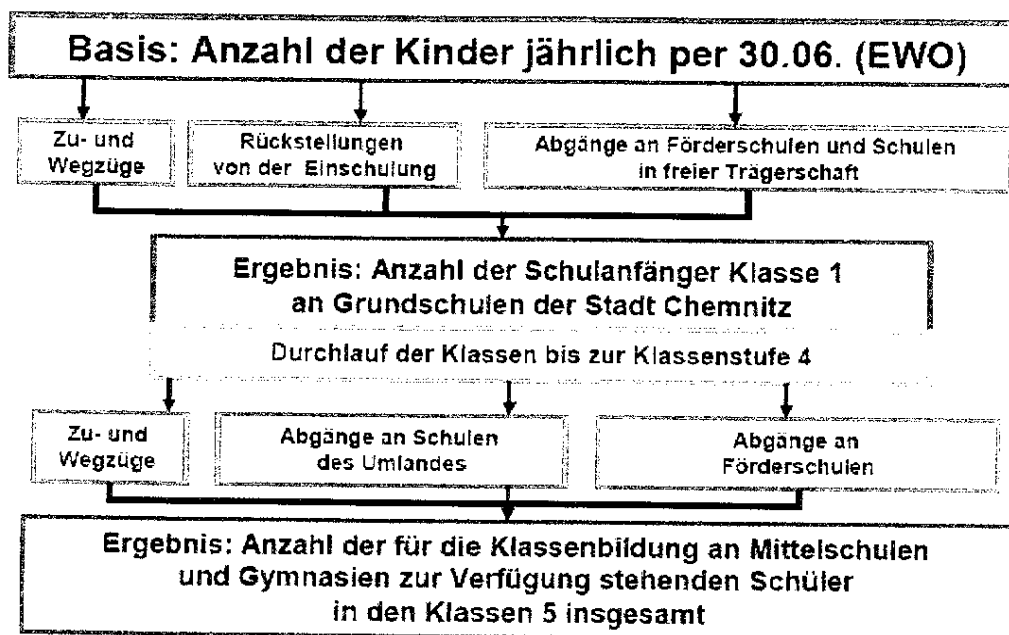 Basis: Anzahl der Kinder jährlich per 30.06. (EWO)
Zu- und
Wegzüge
Rückstellungen
von der Einschulung
Abgänge an Förderschulen und Schulen
in freier Trägerschaft
Ergebnis: Anzahl der Schulanfänger Klasse 1
an Grundschulen der Stadt Chemnitz
Durchlauf der Klassen bis zur Klassenstufe 4
Zu- und
Wegzüge
Abgänge an Schulen
des Umlandes
Abgänge an
Förderschulen
Ergebnis: Anzahl der für die Klassenbildung an Mittelschulen
und Gymnasien zur Verfügung stehenden Schüler
in den Klassen 5 insgesamt